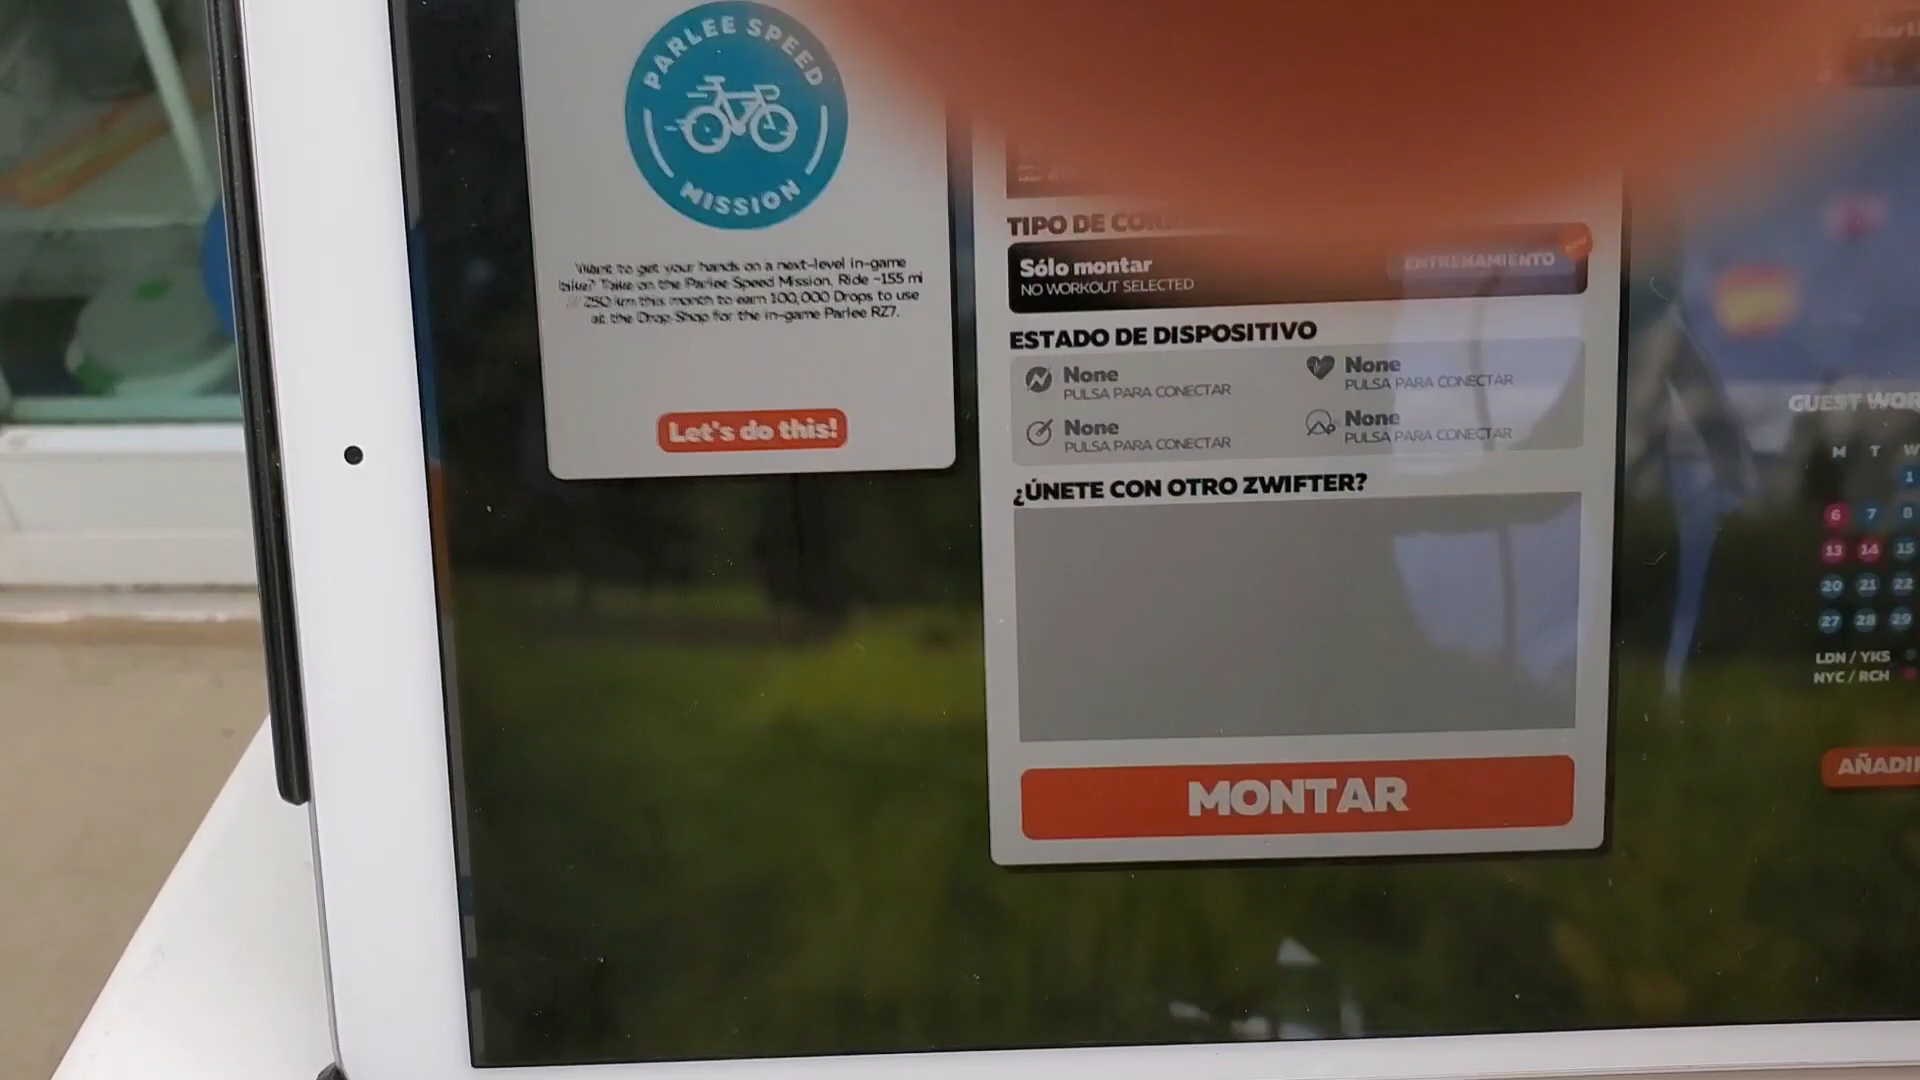 PARLEE SPEED
MISSION
Want to get your hands on a next-level in-game
bike? Take on the Parlee Speed Mission. Ride ~155 mi
// 250 km this month to earn 100,000 Drops to use
at the Drop Shop for the in-game Parlee RZ7.
Let's do this!
TIPO DE
Sólo montar
NO WORKOUT SELECTED
ENTRENAMIENTO
ESTADO DE DISPOSITIVO
None
PULSA PARA CONECTAR
None
PULSA PARA CONECTAR
None
PULSA PARA CONECTAR
None
PULSA PARA CONECTAR
¿ÚNETE CON OTRO ZWIFTER?
MONTAR
GUEST WOR
M T W
1
6 7 8
13 14 15
20 21 22
27 28 29
LDN / YKS
NYC / RCH
AÑADI